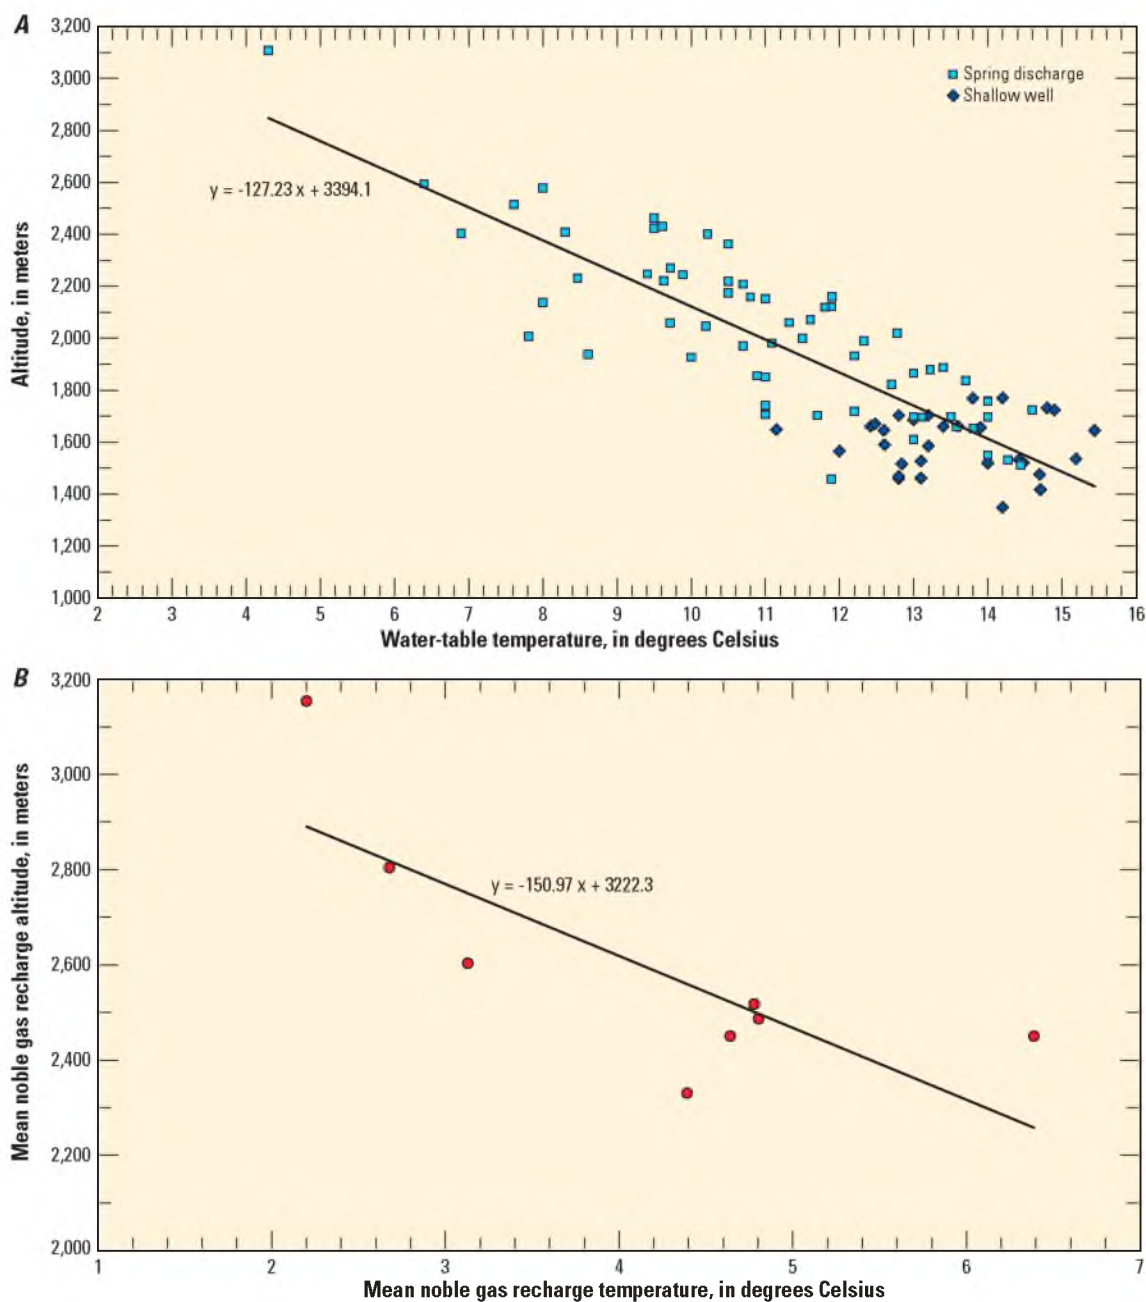 A
3,200
3,000
2,800
2,600
2,400
2,200
2,000
1,800
1,600
1,400
1,200
1,000
Altitude, in meters
Spring discharge
Shallow well
y = -127.23 x + 3394.1
2 3 4 5 6 7 8 9 10 11 12 13 14 15 16
Water-table temperature, in degrees Celsius
B
3,200
3,000
2,800
2,600
2,400
2,200
2,000
Mean noble gas recharge altitude, in meters
y = -150.97 x + 3222.3
1 2 3 4 5 6 7
Mean noble gas recharge temperature, in degrees Celsius